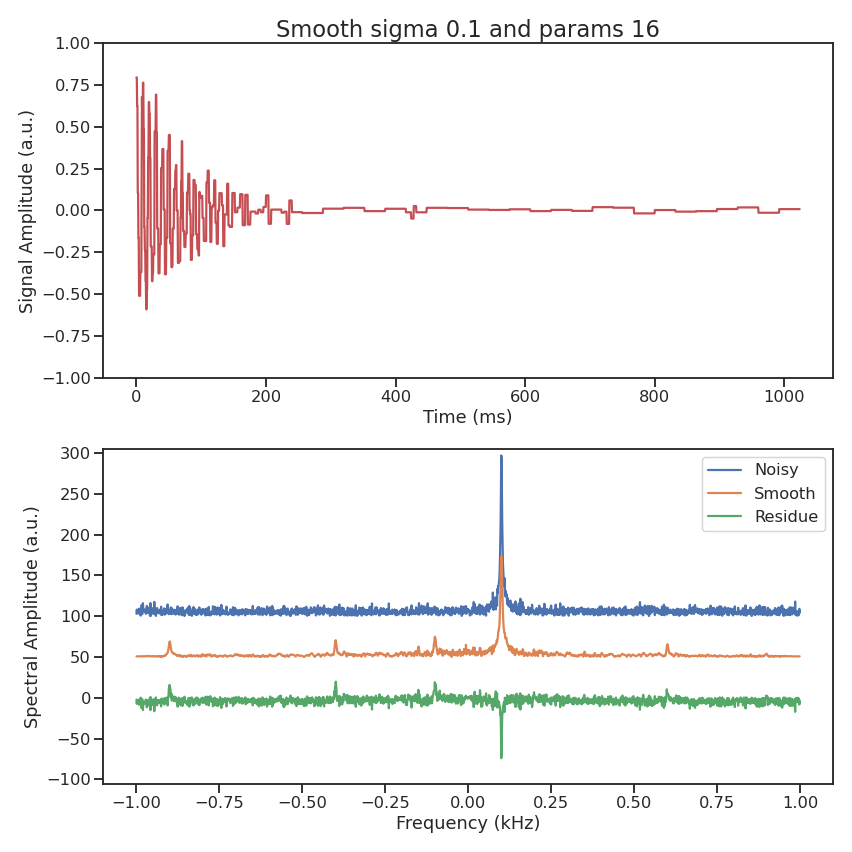 Smooth sigma 0.1 and params 16
1.00
0.75
0.50
0.25
0.00
−0.25
−0.50
−0.75
−1.00
Signal Amplitude (a.u.)
0 200 400 600 800 1000
Time (ms)
300
250
200
150
100
50
0
−50
−100
Spectral Amplitude (a.u.)
Noisy
Smooth
Residue
−1.00 −0.75 −0.50 −0.25 0.00 0.25 0.50 0.75 1.00
Frequency (kHz)